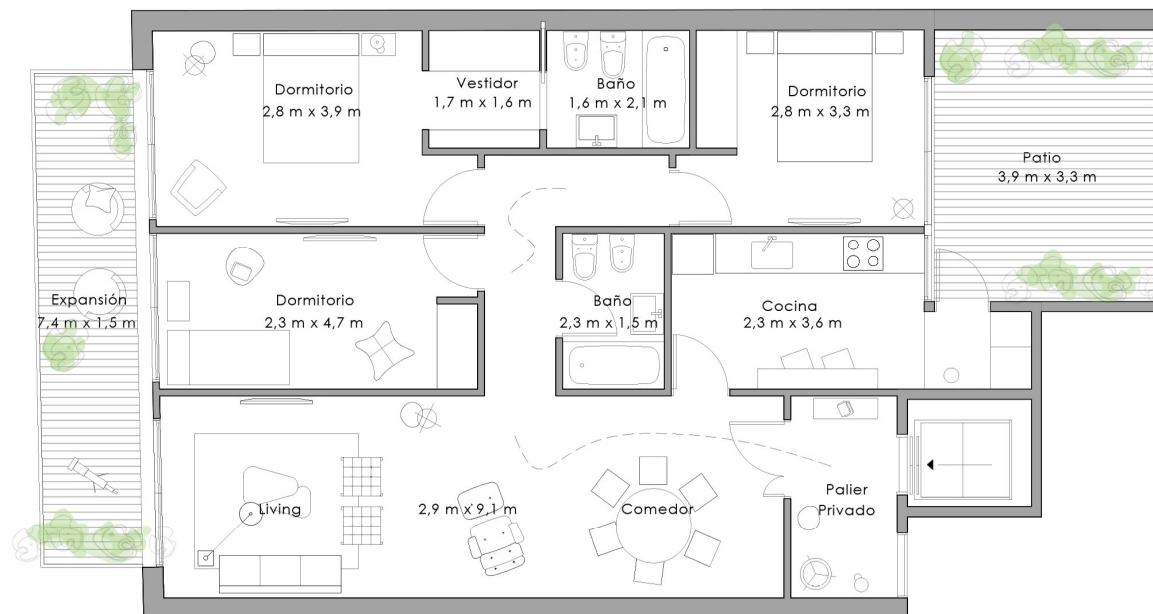 Dormitorio
2,8 m x 3,9 m
Vestidor
1,7 m x 1,6 m
Baño
1,6 m x 2,1 m
Dormitorio
2,8 m x 3,3 m
Patio
3,9 m x 3,3 m
Expansión
7,4 m x 1,5 m
Dormitorio
2,3 m x 4,7 m
Baño
2,3 m x 1,5 m
Cocina
2,3 m x 3,6 m
Living
2,9 m x 9,1 m
Comedor
Palier
Privado